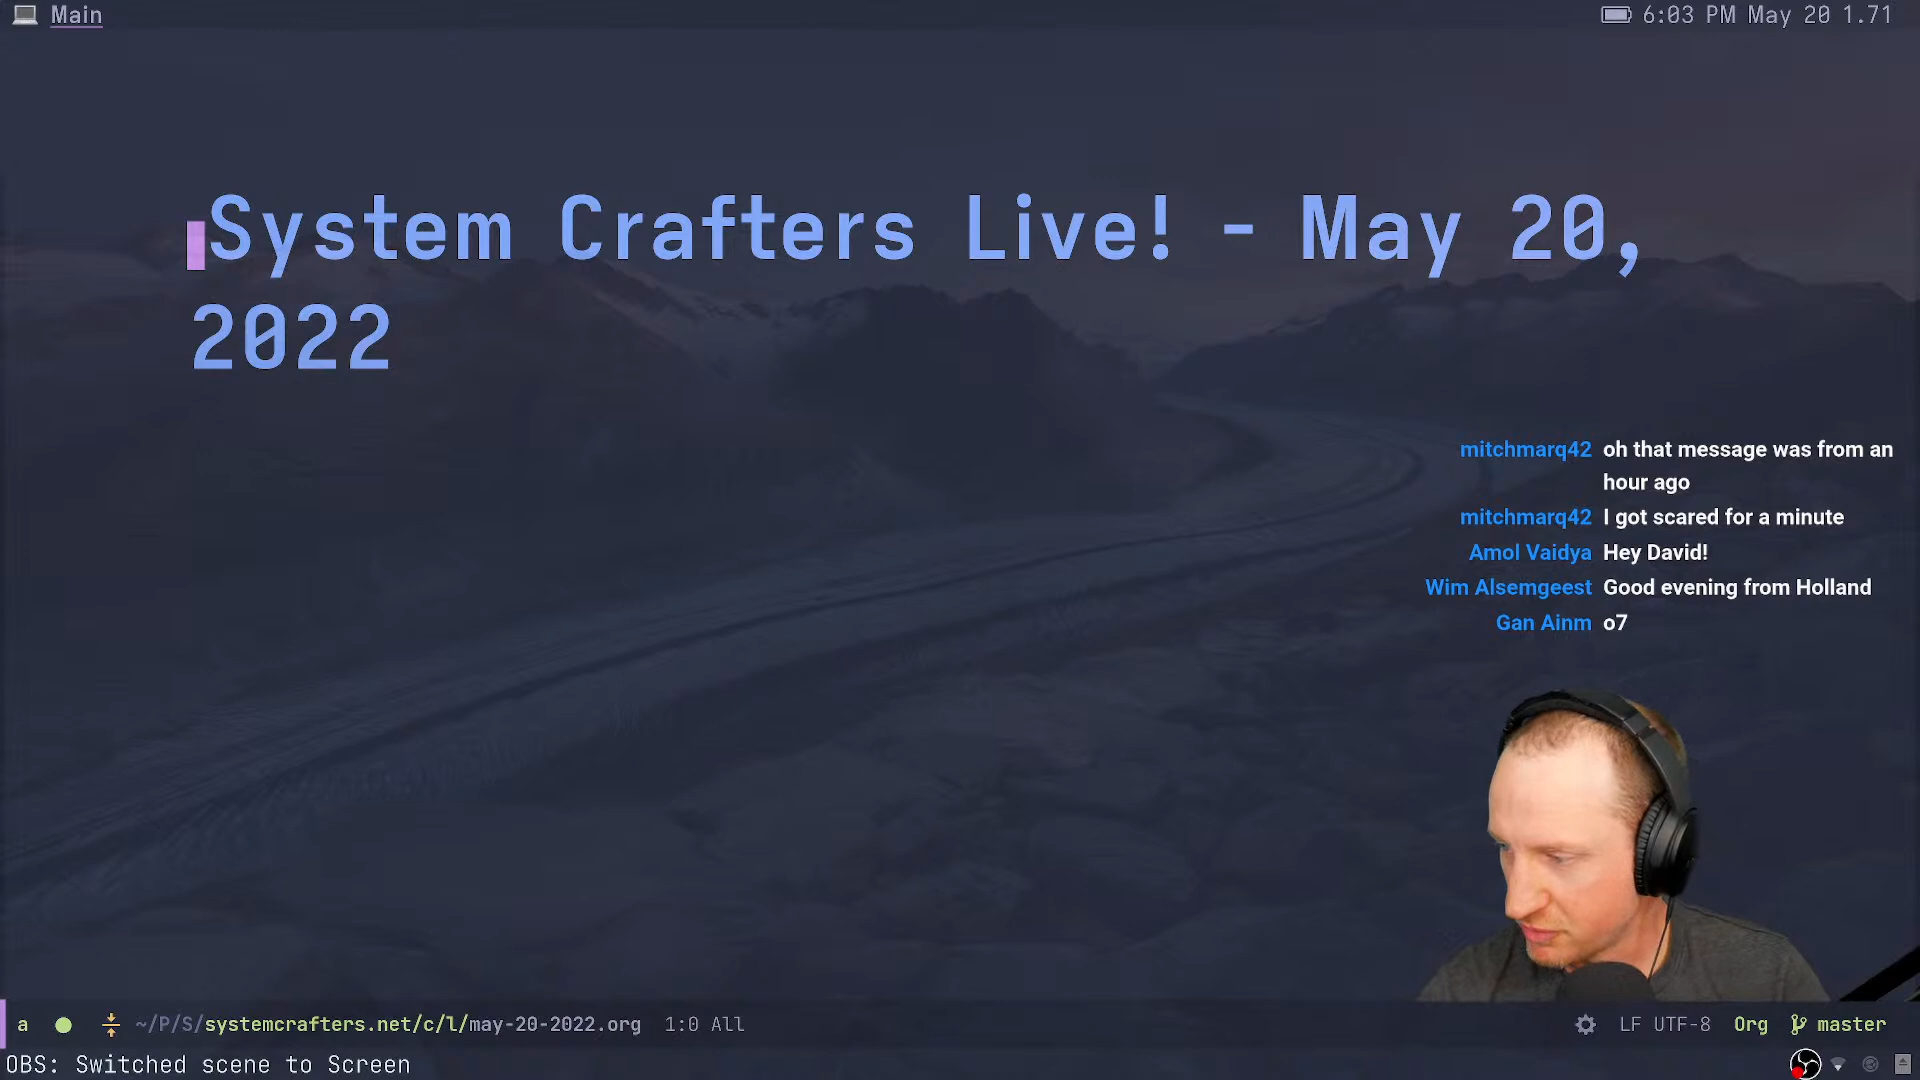 Main
6:03 PM May 20 1.71
System Crafters Live! - May 20,
2022
mitchmarq42 oh that message was from an
hour ago
mitchmarq42 I got scared for a minute
Amol Vaidya Hey David!
Wim Alsemgeest Good evening from Holland
Gan Ainm o7
a ~/P/S/systemcrafters.net/c/l/may-20-2022.org 1:0 All
LF UTF-8 Org master
OBS: Switched scene to Screen